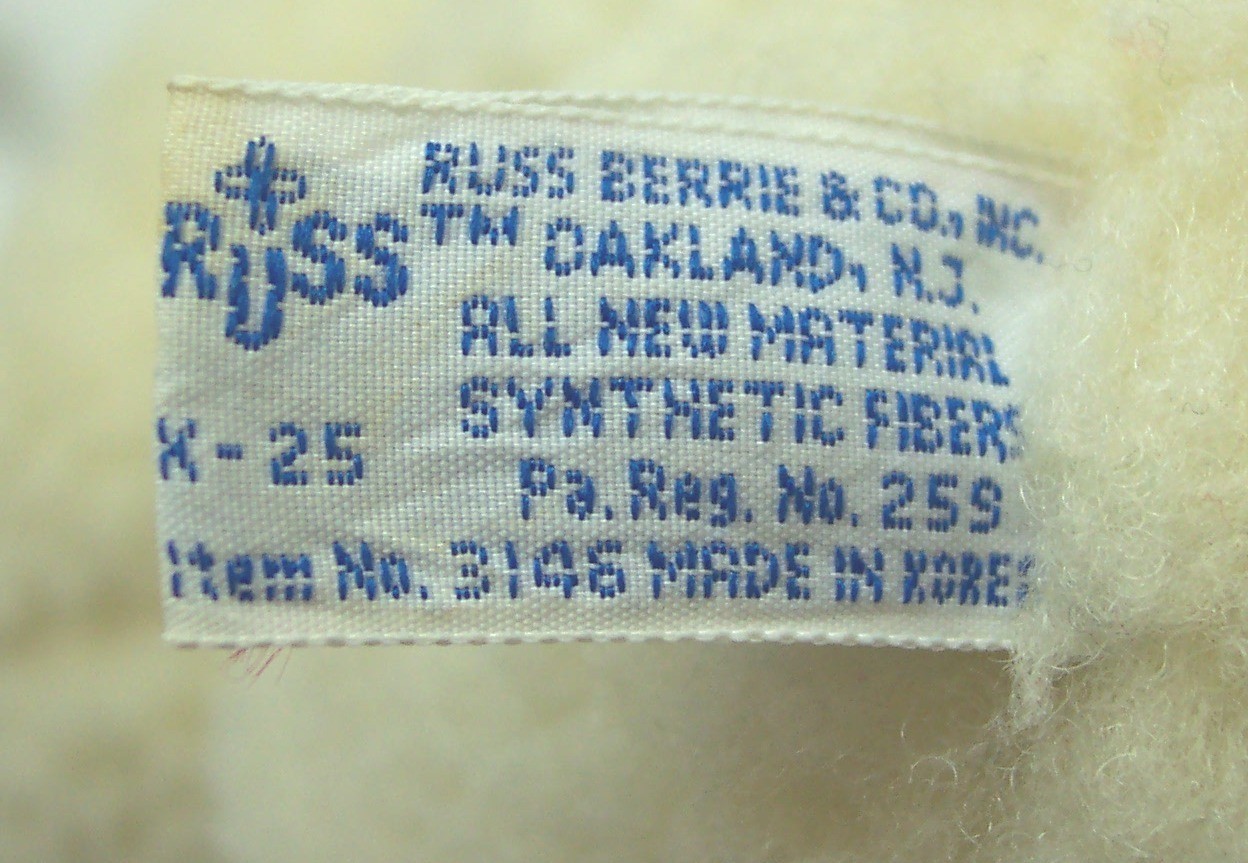 RUSS
RUSS BERRIE & CO., INC.
™ OAKLAND, N.J.
ALL NEW MATERIAL
SYNTHETIC FIBERS
X-25
Pa. Reg. No. 259
Item No. 3146 MADE IN KOREA